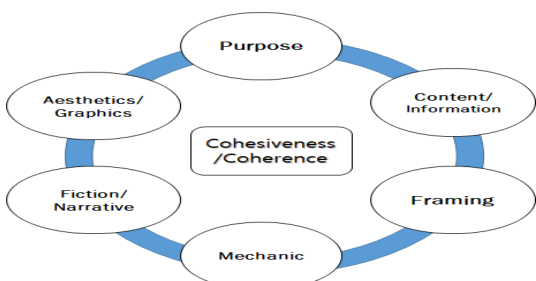 Purpose
Content/
Information
Framing
Mechanic
Fiction/
Narrative
Aesthetics/
Graphics
Cohesiveness
/Coherence